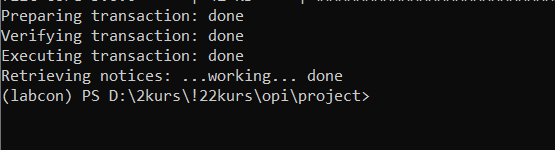 Preparing transaction: done
Verifying transaction: done
Executing transaction: done
Retrieving notices: ...working... done
(labcon) PS D:\2kurs\!22kurs\opi\project>